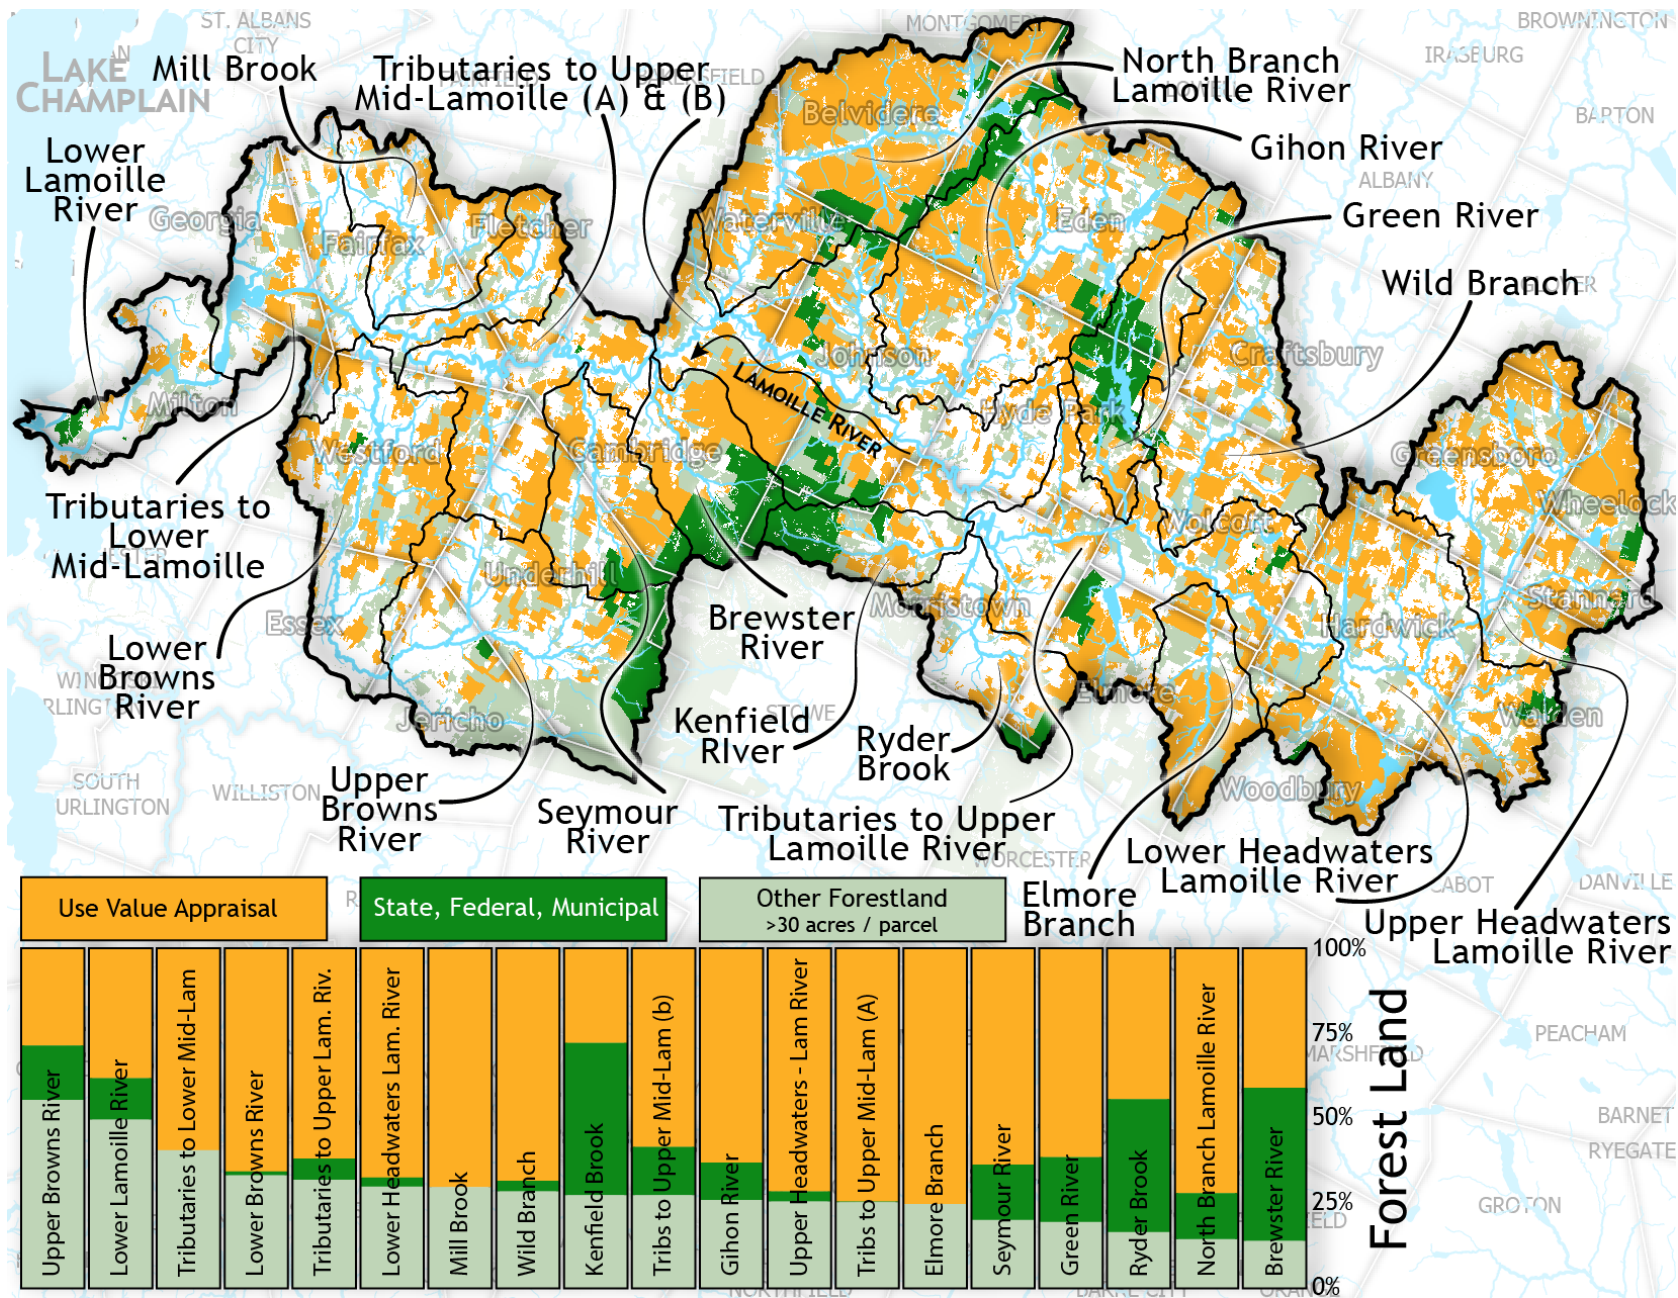 ST. ALBANS
CITY
MONTGOMERY
BROWNINGTON
IRASBURG
LAKE
CHAMPLAIN
Mill Brook
Tributaries to Upper
Mid-Lamoille (A) & (B)
North Branch
Lamoille River
BARTON
Belvidere
Lower
Lamoille
River
Gihon River
ALBANY
Georgia
Fairfax
Fletcher
Waterville
Eden
Green River
Wild Branch
GLOVER
Johnson
Craftsbury
LAMOILLE RIVER
Milton
Hyde Park
Westford
Cambridge
Greensboro
Wheelock
Tributaries to
Lower
Mid-Lamoille
Wolcott
Underhill
Morristown
Stannard
Essex
Hardwick
Brewster
River
Lower
Browns
River
Elmore
Walden
Jericho
STOWE
Kenfield
RIver
Ryder
Brook
SOUTH
URLINGTON
WILLISTON
Upper
Browns
River
Seymour
River
Woodbury
Tributaries to Upper
Lamoille River
WORCESTER
Lower Headwaters
Lamoille River
CABOT
DANVILLE
Elmore
Branch
Upper Headwaters
Lamoille River
Use Value Appraisal
State, Federal, Municipal
Other Forestland
>30 acres / parcel
100%
75%
50%
25%
0%
Forest Land
Upper Browns River
Lower Lamoille River
Tributaries to Lower Mid-Lam
Lower Browns River
Tributaries to Upper Lam. Riv.
Lower Headwaters Lam. River
Mill Brook
Wild Branch
Kenfield Brook
Tribs to Upper Mid-Lam (b)
Gihon River
Upper Headwaters - Lam River
Tribs to Upper Mid-Lam (A)
Elmore Branch
Seymour River
Green River
Ryder Brook
North Branch Lamoille River
Brewster River
PEACHAM
MARSHFIELD
BARNET
RYEGATE
GROTON